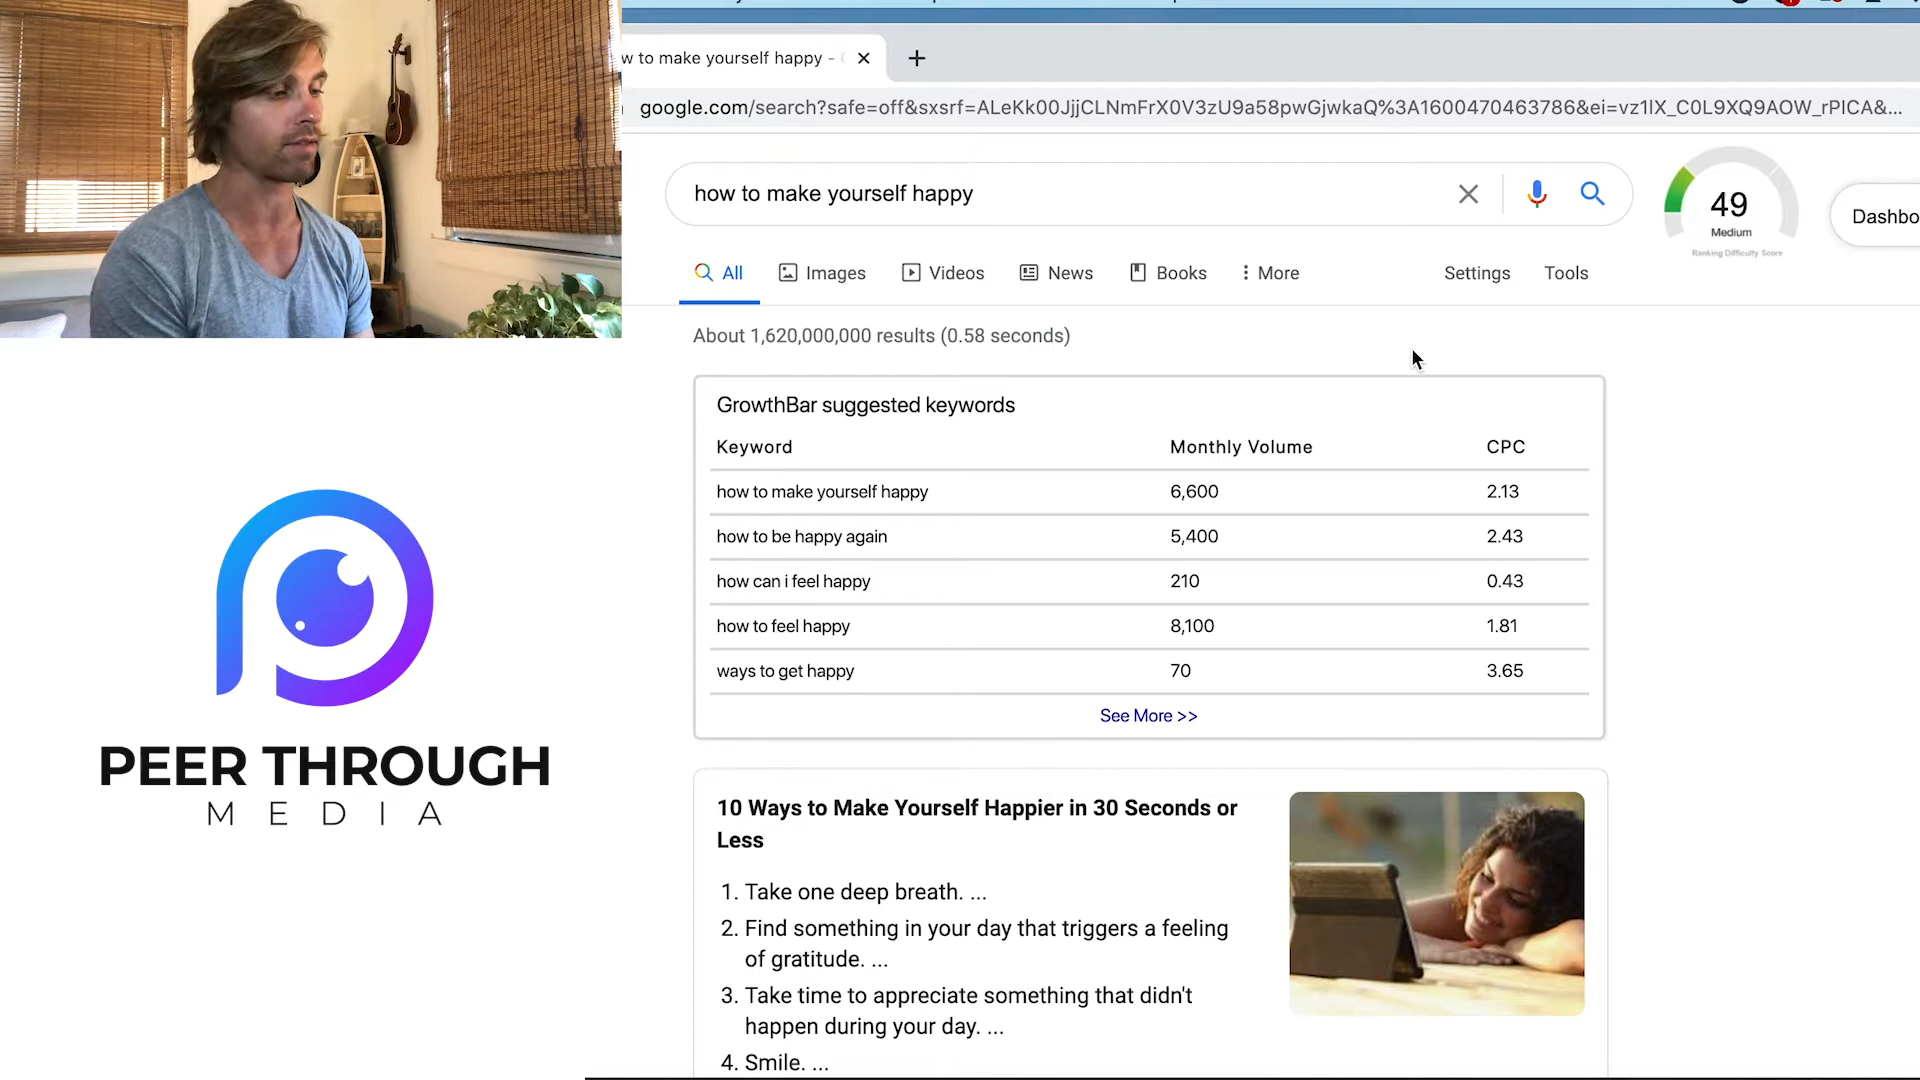 w to make yourself happy -
google.com/search?safe=off&sxsrf=ALeKk00JjjCLNmFrX0V3zU9a58pwGjwkaQ%3A1600470463786&ei=vz1lX_C0L9XQ9AOW_rPICA&...
how to make yourself happy
49
Medium
Ranking Difficulty Score
Dashbo
All Images Videos News Books More Settings Tools
About 1,620,000,000 results (0.58 seconds)
GrowthBar suggested keywords
Keyword Monthly Volume CPC
how to make yourself happy 6,600 2.13
how to be happy again 5,400 2.43
how can i feel happy 210 0.43
how to feel happy 8,100 1.81
ways to get happy 70 3.65
See More >>
10 Ways to Make Yourself Happier in 30 Seconds or
Less
1. Take one deep breath. ...
2. Find something in your day that triggers a feeling
of gratitude. ...
3. Take time to appreciate something that didn't
happen during your day. ...
4. Smile. ...
PEER THROUGH
MEDIA